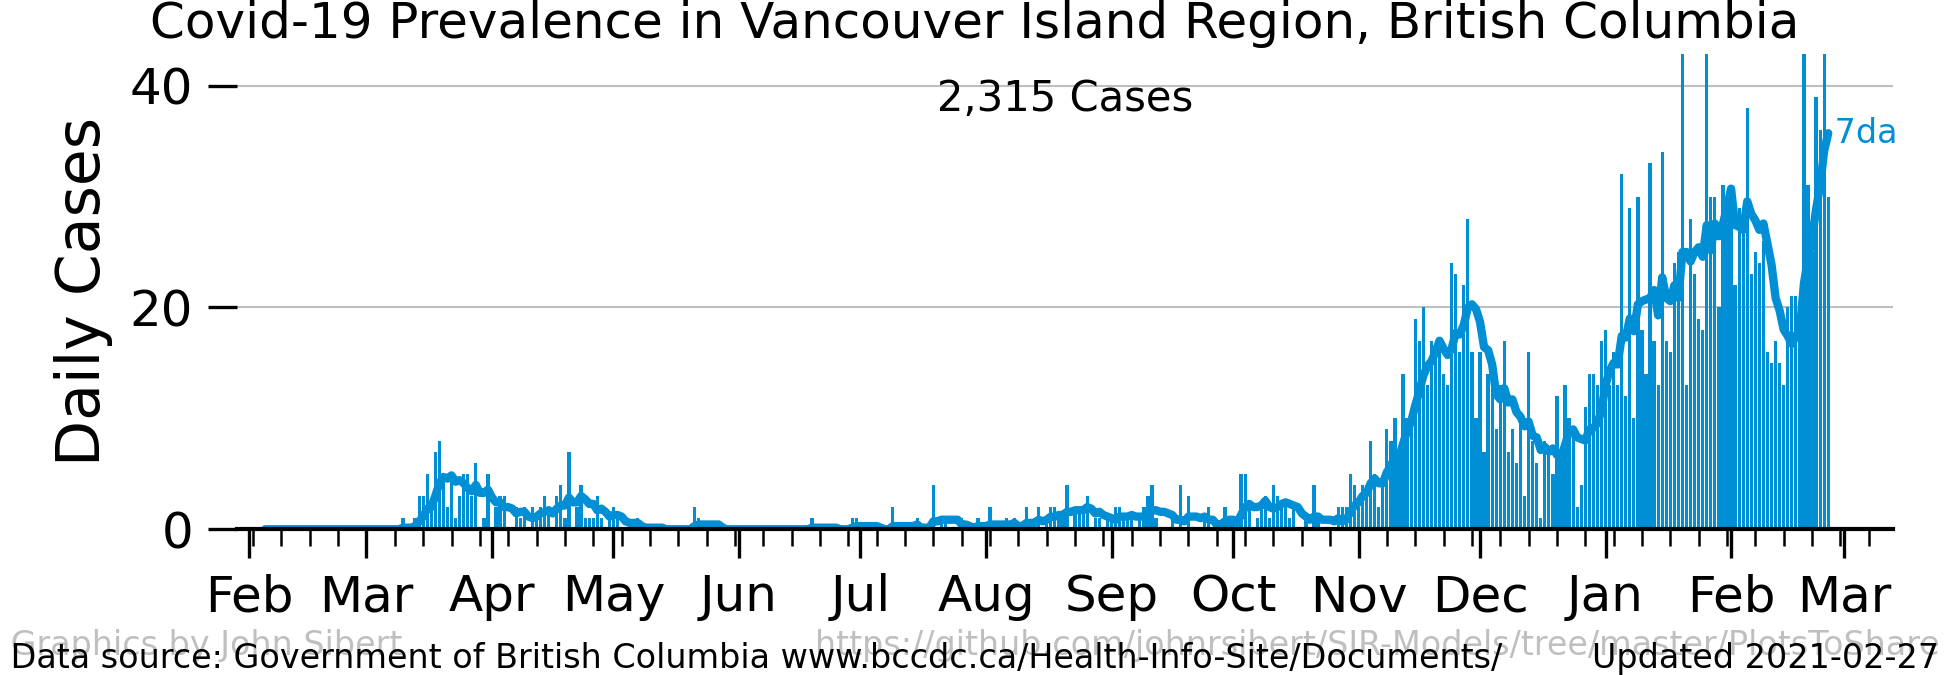 Covid-19 Prevalence in Vancouver Island Region, British Columbia
2,315 Cases
40
20
0
Daily Cases
7da
Feb Mar Apr May Jun Jul Aug Sep Oct Nov Dec Jan Feb Mar
Graphics by John Sibert https://github.com/johnrsibert/SIR-Models/tree/master/PlotsToShare
Data source: Government of British Columbia www.bccdc.ca/Health-Info-Site/Documents/ Updated 2021-02-27